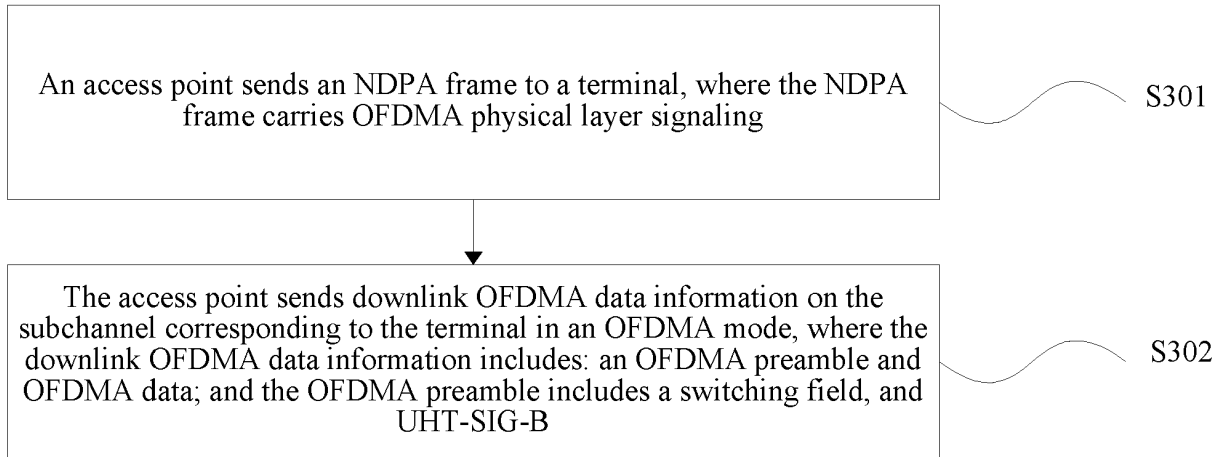 An access point sends an NDPA frame to a terminal, where the NDPA
frame carries OFDMA physical layer signaling
S301
The access point sends downlink OFDMA data information on the
subchannel corresponding to the terminal in an OFDMA mode, where the
downlink OFDMA data information includes: an OFDMA preamble and
OFDMA data; and the OFDMA preamble includes a switching field, and
UHT-SIG-B
S302